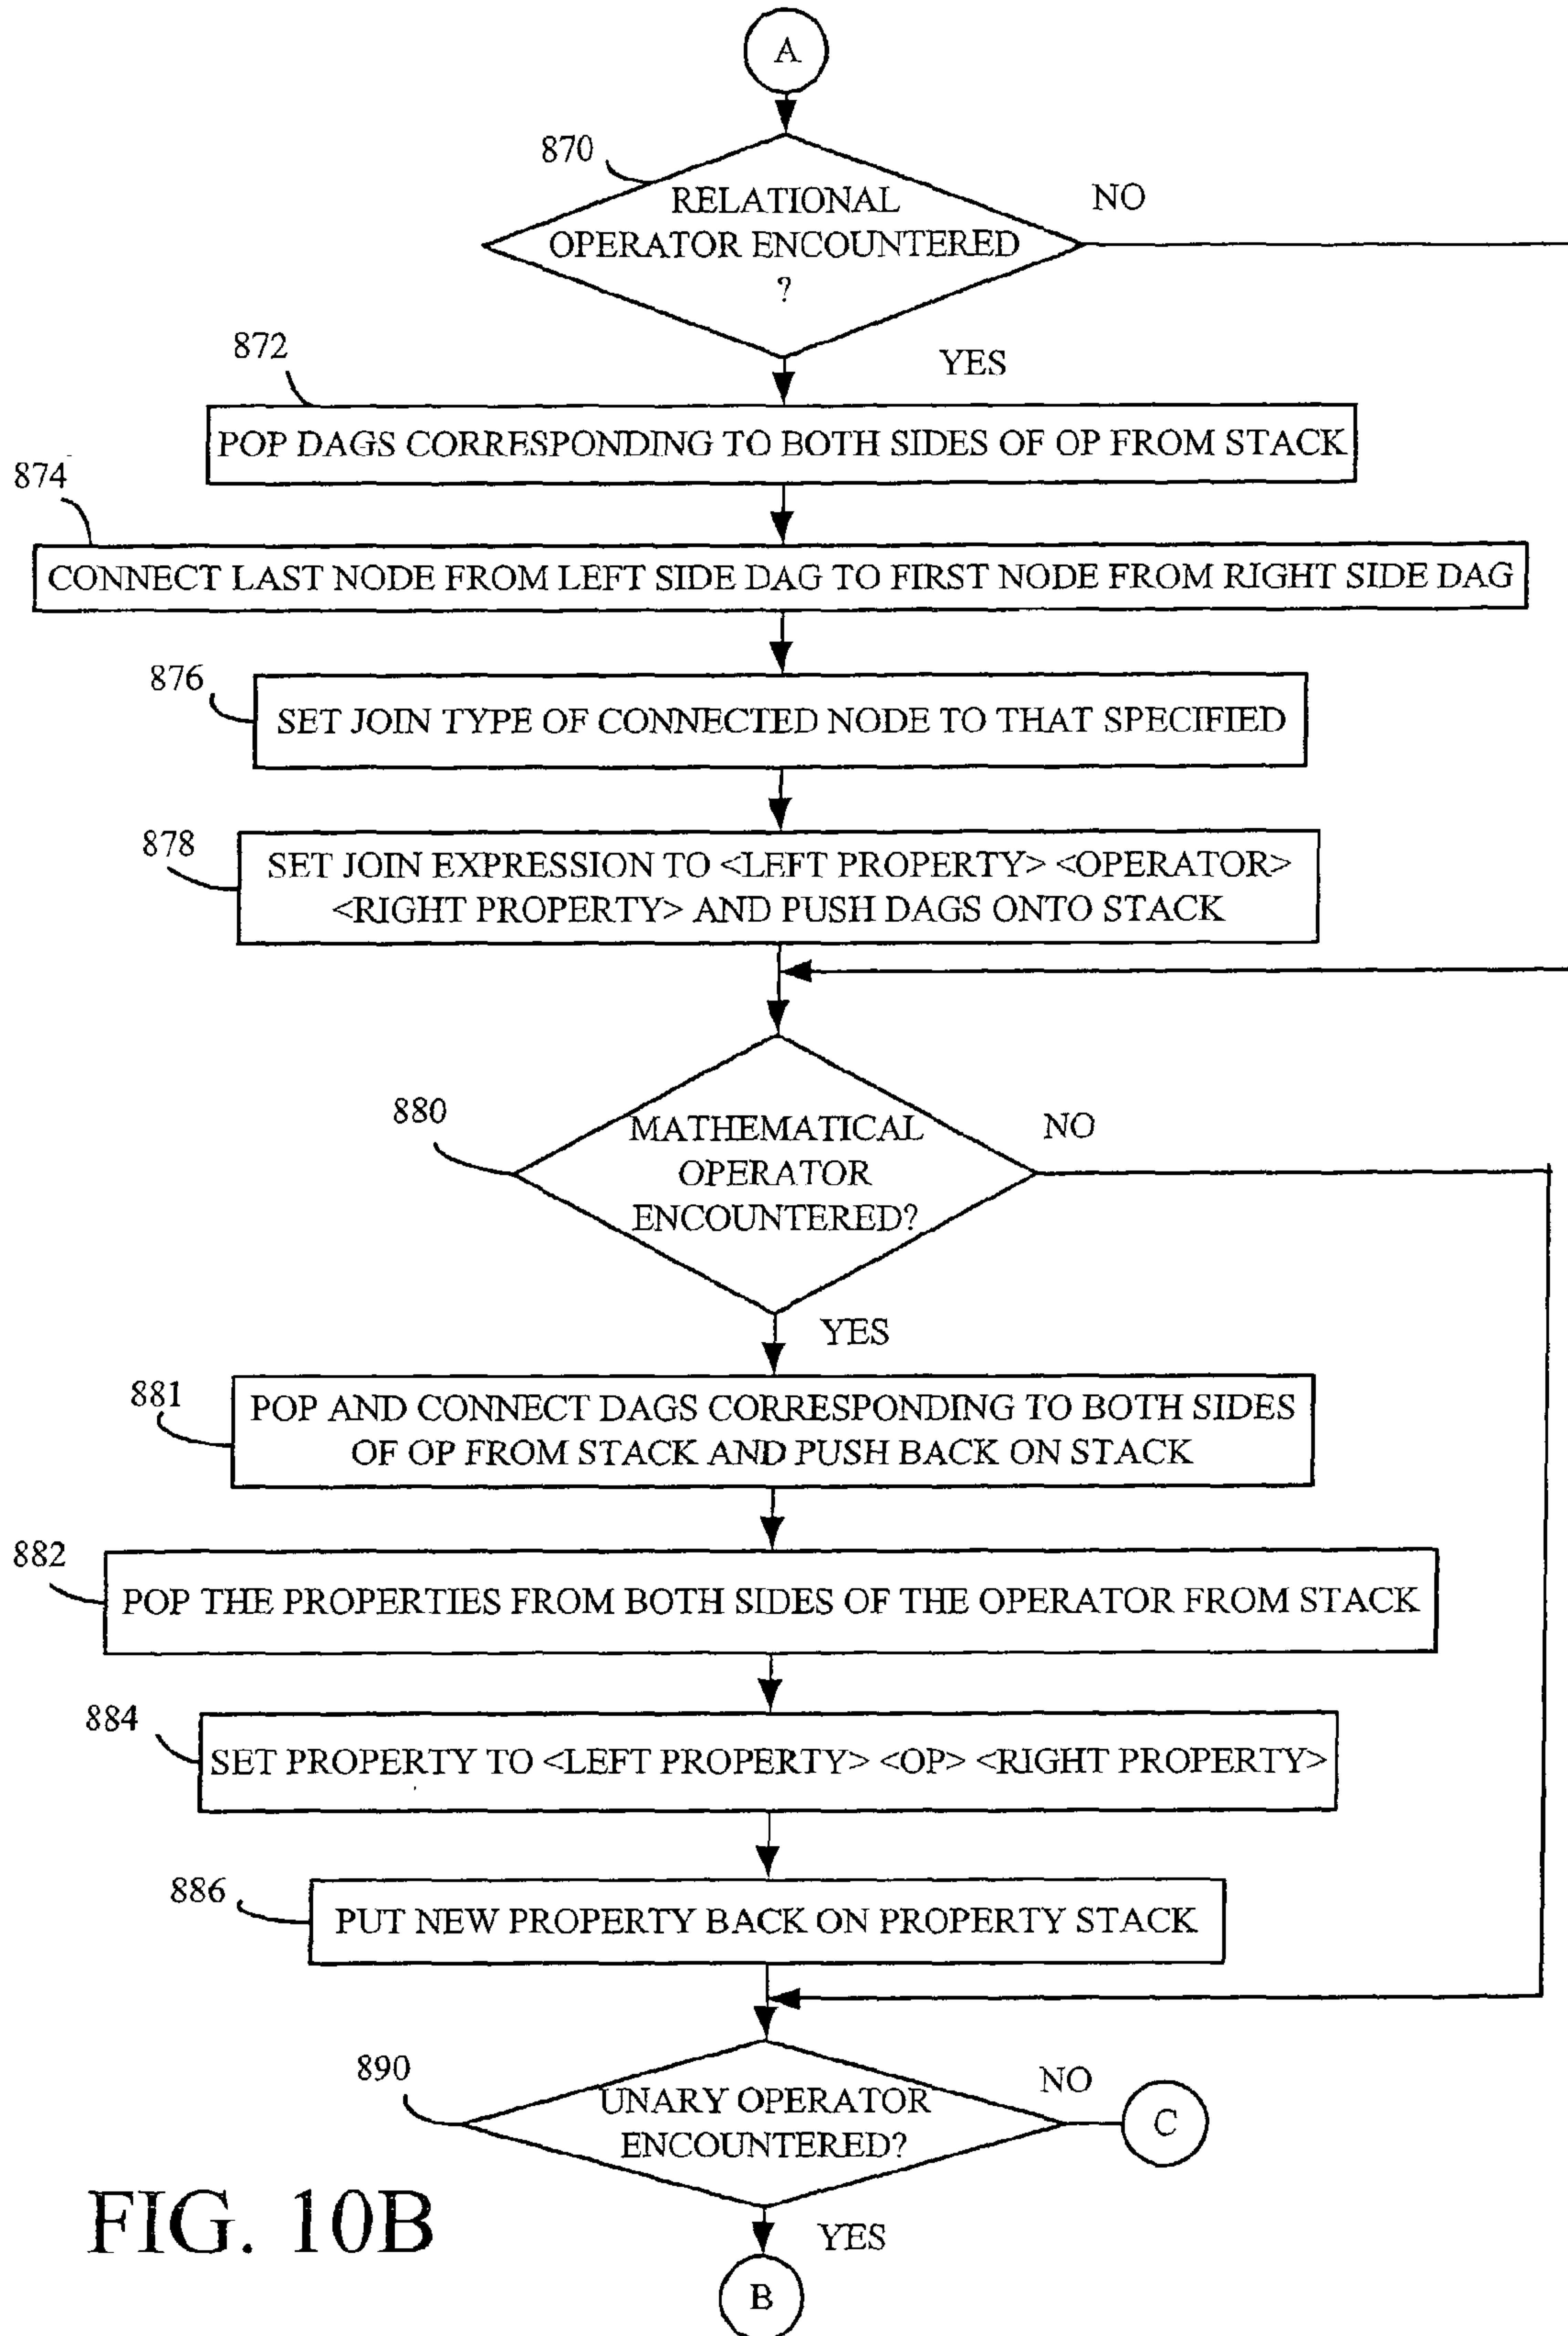 A
870
RELATIONAL
OPERATOR ENCOUNTERED
?
NO
YES
872
POP DAGS CORRESPONDING TO BOTH SIDES OF OP FROM STACK
874
CONNECT LAST NODE FROM LEFT SIDE DAG TO FIRST NODE FROM RIGHT SIDE DAG
876
SET JOIN TYPE OF CONNECTED NODE TO THAT SPECIFIED
878
SET JOIN EXPRESSION TO <LEFT PROPERTY> <OPERATOR>
<RIGHT PROPERTY> AND PUSH DAGS ONTO STACK
880
MATHEMATICAL
OPERATOR
ENCOUNTERED?
NO
YES
881
POP AND CONNECT DAGS CORRESPONDING TO BOTH SIDES
OF OP FROM STACK AND PUSH BACK ON STACK
882
POP THE PROPERTIES FROM BOTH SIDES OF THE OPERATOR FROM STACK
884
SET PROPERTY TO <LEFT PROPERTY> <OP> <RIGHT PROPERTY>
886
PUT NEW PROPERTY BACK ON PROPERTY STACK
890
UNARY OPERATOR
ENCOUNTERED?
NO
C
YES
B
FIG. 10B